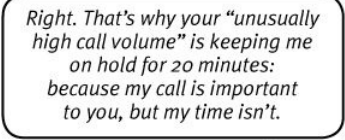 Right. That’s why your “unusually
high call volume” is keeping me
on hold for 20 minutes:
because my call is important
to you, but my time isn’t.